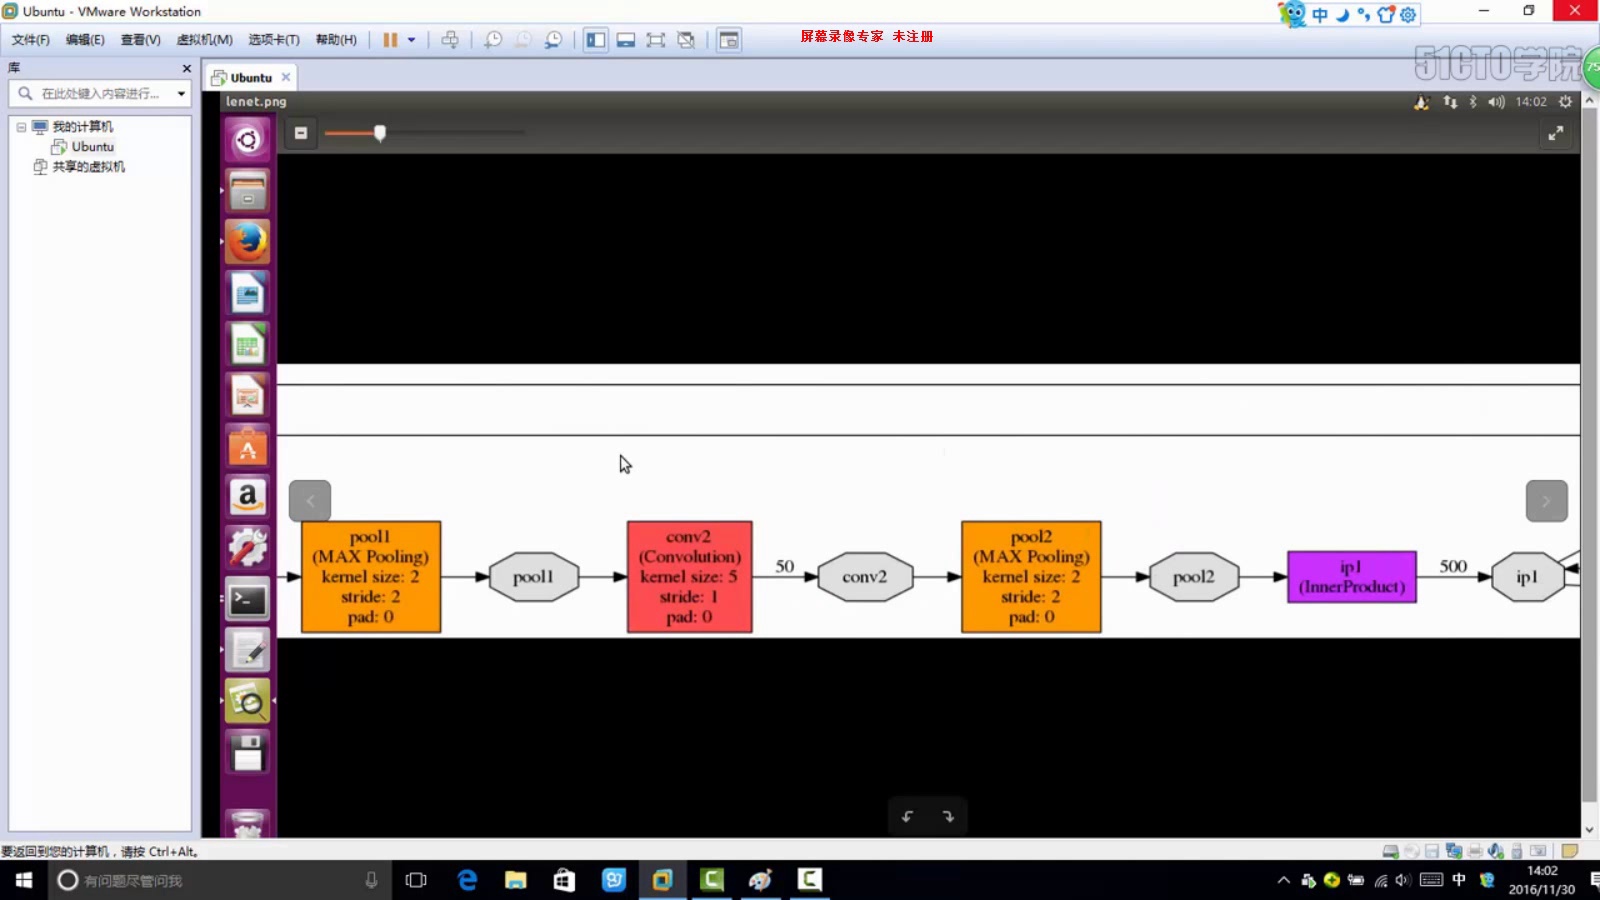 Ubuntu - VMware Workstation
中
文件(F) 编辑(E) 查看(V) 虚拟机(M) 选项卡(T) 帮助(H)
屏幕录像专家 未注册
51CTO学院
75
库
Ubuntu
在此处键入内容进行...
lenet.png
14:02
我的计算机
Ubuntu
共享的虚拟机
pool1
(MAX Pooling)
kernel size: 2
stride: 2
pad: 0
pool1
conv2
(Convolution)
kernel size: 5
stride: 1
pad: 0
50
conv2
pool2
(MAX Pooling)
kernel size: 2
stride: 2
pad: 0
pool2
ip1
(InnerProduct)
500
ip1
要返回到您的计算机，请按 Ctrl+Alt。
有问题尽管问我
中
14:02
2016/11/30